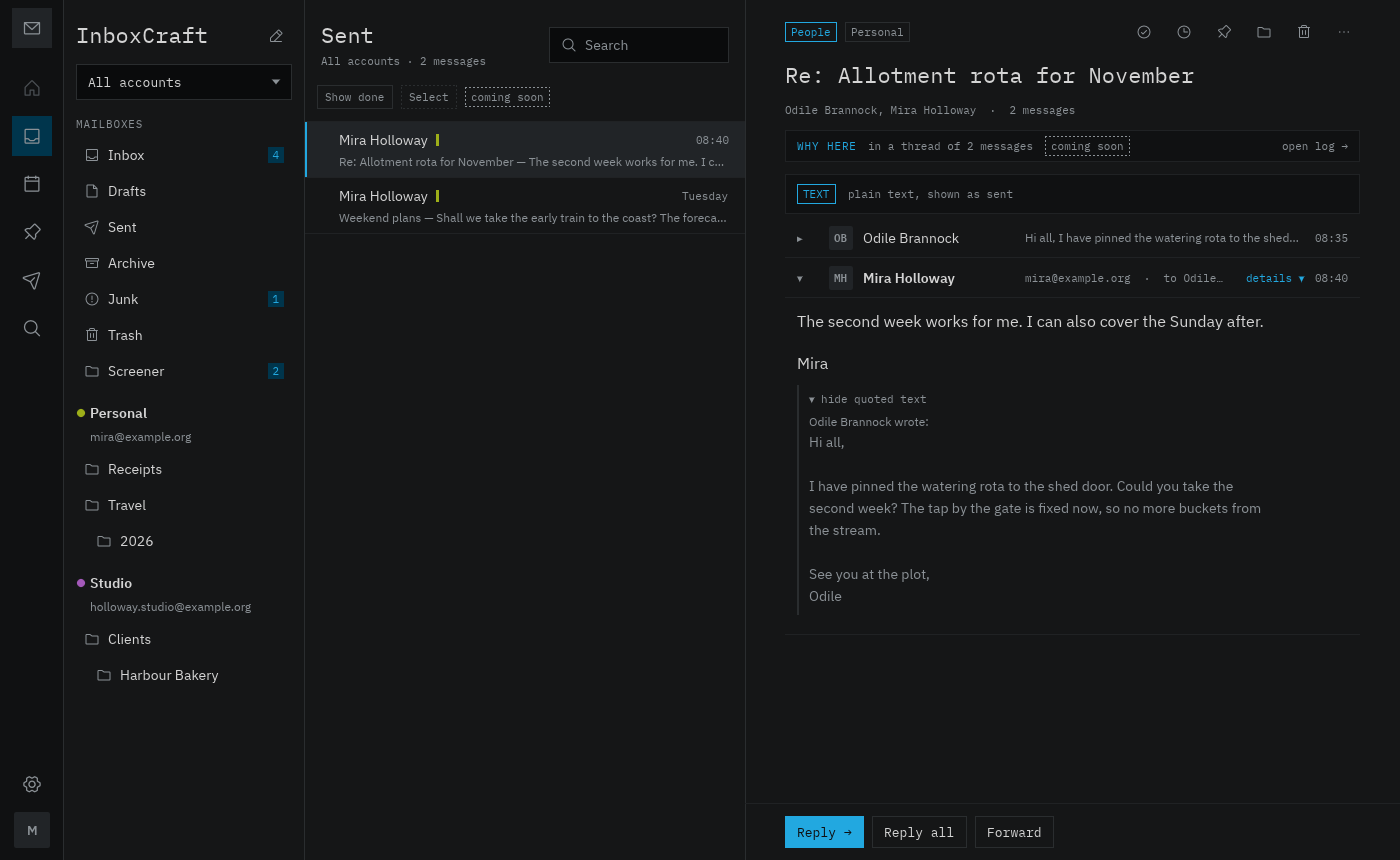 InboxCraft
All accounts
MAILBOXES
Inbox 4
Drafts
Sent
Archive
Junk 1
Trash
Screener 2
Personal
mira@example.org
Receipts
Travel
2026
Studio
holloway.studio@example.org
Clients
Harbour Bakery
M
Sent
All accounts · 2 messages
Search
Show done Select coming soon
Mira Holloway 08:40
Re: Allotment rota for November — The second week works for me. I c…
Mira Holloway Tuesday
Weekend plans — Shall we take the early train to the coast? The foreca…
People Personal
Re: Allotment rota for November
Odile Brannock, Mira Holloway · 2 messages
WHY HERE in a thread of 2 messages coming soon open log →
TEXT plain text, shown as sent
▸ OB Odile Brannock Hi all, I have pinned the watering rota to the shed… 08:35
▾ MH Mira Holloway mira@example.org · to Odile… details ▾ 08:40
The second week works for me. I can also cover the Sunday after.
Mira
▾ hide quoted text
Odile Brannock wrote:
Hi all,
I have pinned the watering rota to the shed door. Could you take the
second week? The tap by the gate is fixed now, so no more buckets from
the stream.
See you at the plot,
Odile
Reply → Reply all Forward